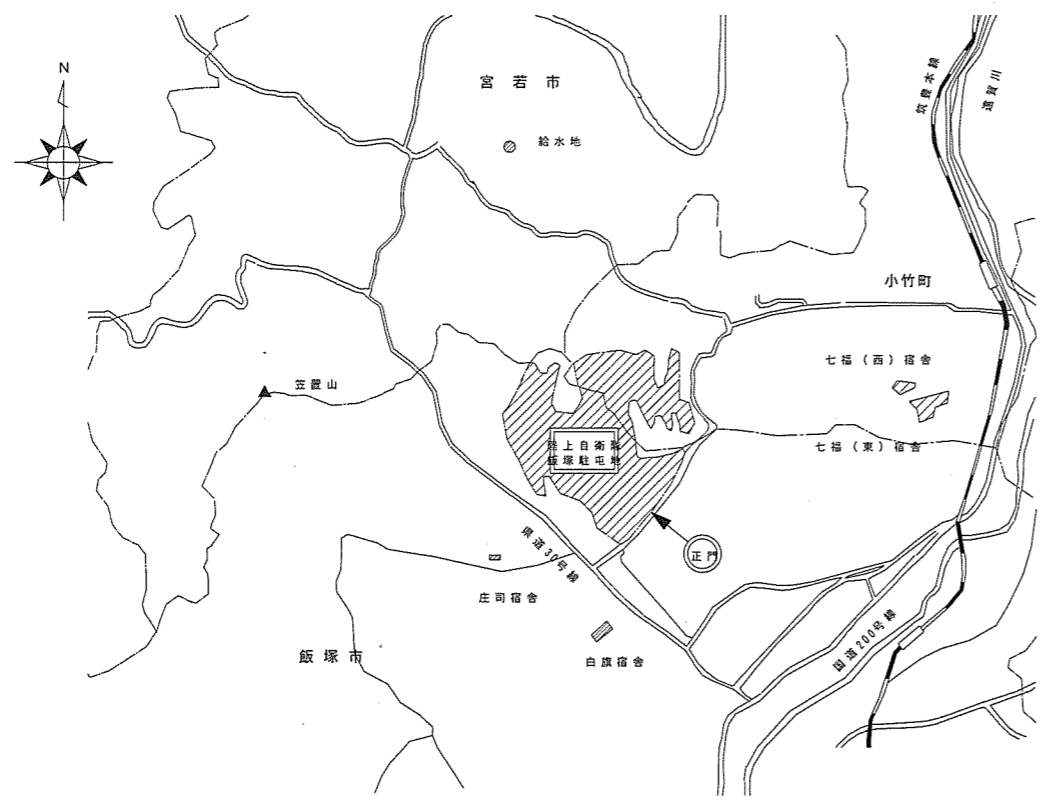 N
宮若市
給水地
筑豊本線
遠賀川
小竹町
七福(西)宿舎
笠置山
七福(東)宿舎
陸上自衛隊
飯塚駐屯地
正門
県道30号線
庄司宿舎
白旗宿舎
飯塚市
国道200号線